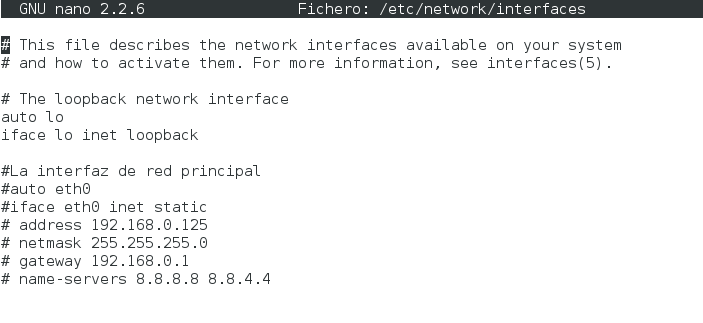 GNU nano 2.2.6 Fichero: /etc/network/interfaces
# This file describes the network interfaces available on your system
# and how to activate them. For more information, see interfaces(5).
# The loopback network interface
auto lo
iface lo inet loopback
#La interfaz de red principal
#auto eth0
#iface eth0 inet static
# address 192.168.0.125
# netmask 255.255.255.0
# gateway 192.168.0.1
# name-servers 8.8.8.8 8.8.4.4